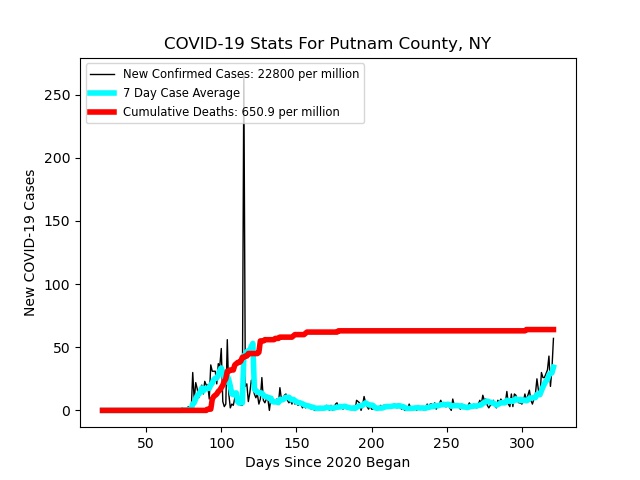 COVID-19 Stats For Putnam County, NY
New Confirmed Cases: 22800 per million
7 Day Case Average
Cumulative Deaths: 650.9 per million
New COVID-19 Cases
250
200
150
100
50
0
50 100 150 200 250 300
Days Since 2020 Began